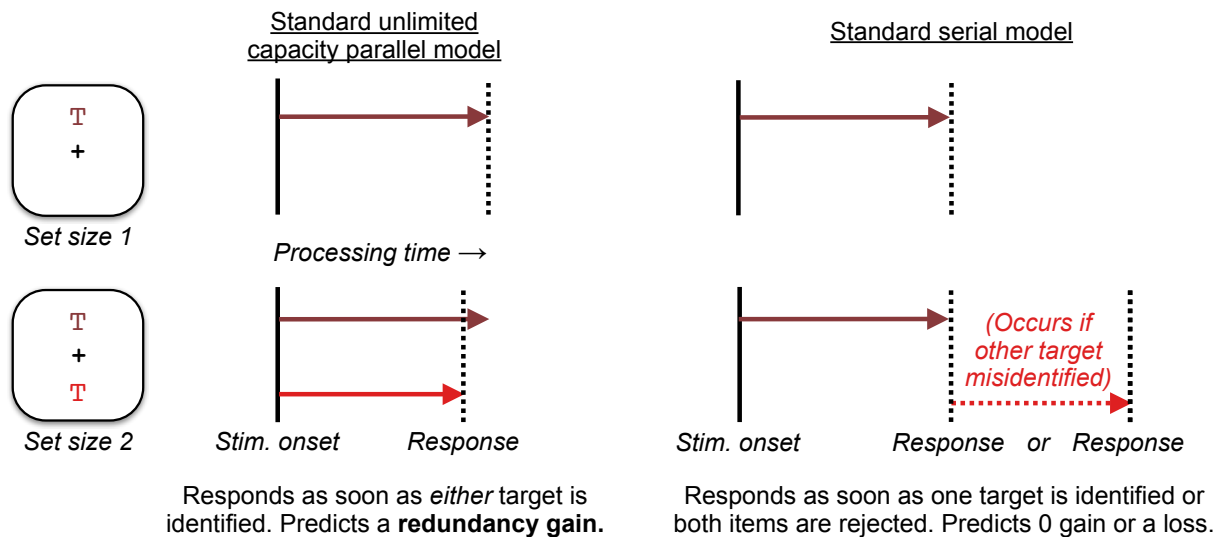 Standard unlimited
capacity parallel model
Standard serial model
T
+
Set size 1
Processing time →
T
+
T
Set size 2
(Occurs if
other target
misidentified)
Stim. onset
Response
Stim. onset
Response or Response
Responds as soon as either target is
identified. Predicts a redundancy gain.
Responds as soon as one target is identified or
both items are rejected. Predicts 0 gain or a loss.